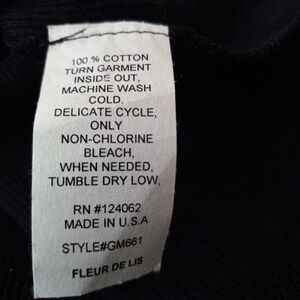 100 % COTTON
TURN GARMENT
INSIDE OUT,
MACHINE WASH
COLD,
DELICATE CYCLE,
ONLY
NON-CHLORINE
BLEACH,
WHEN NEEDED,
TUMBLE DRY LOW,
RN #124062
MADE IN U.S.A
STYLE#GM661
FLEUR DE LIS